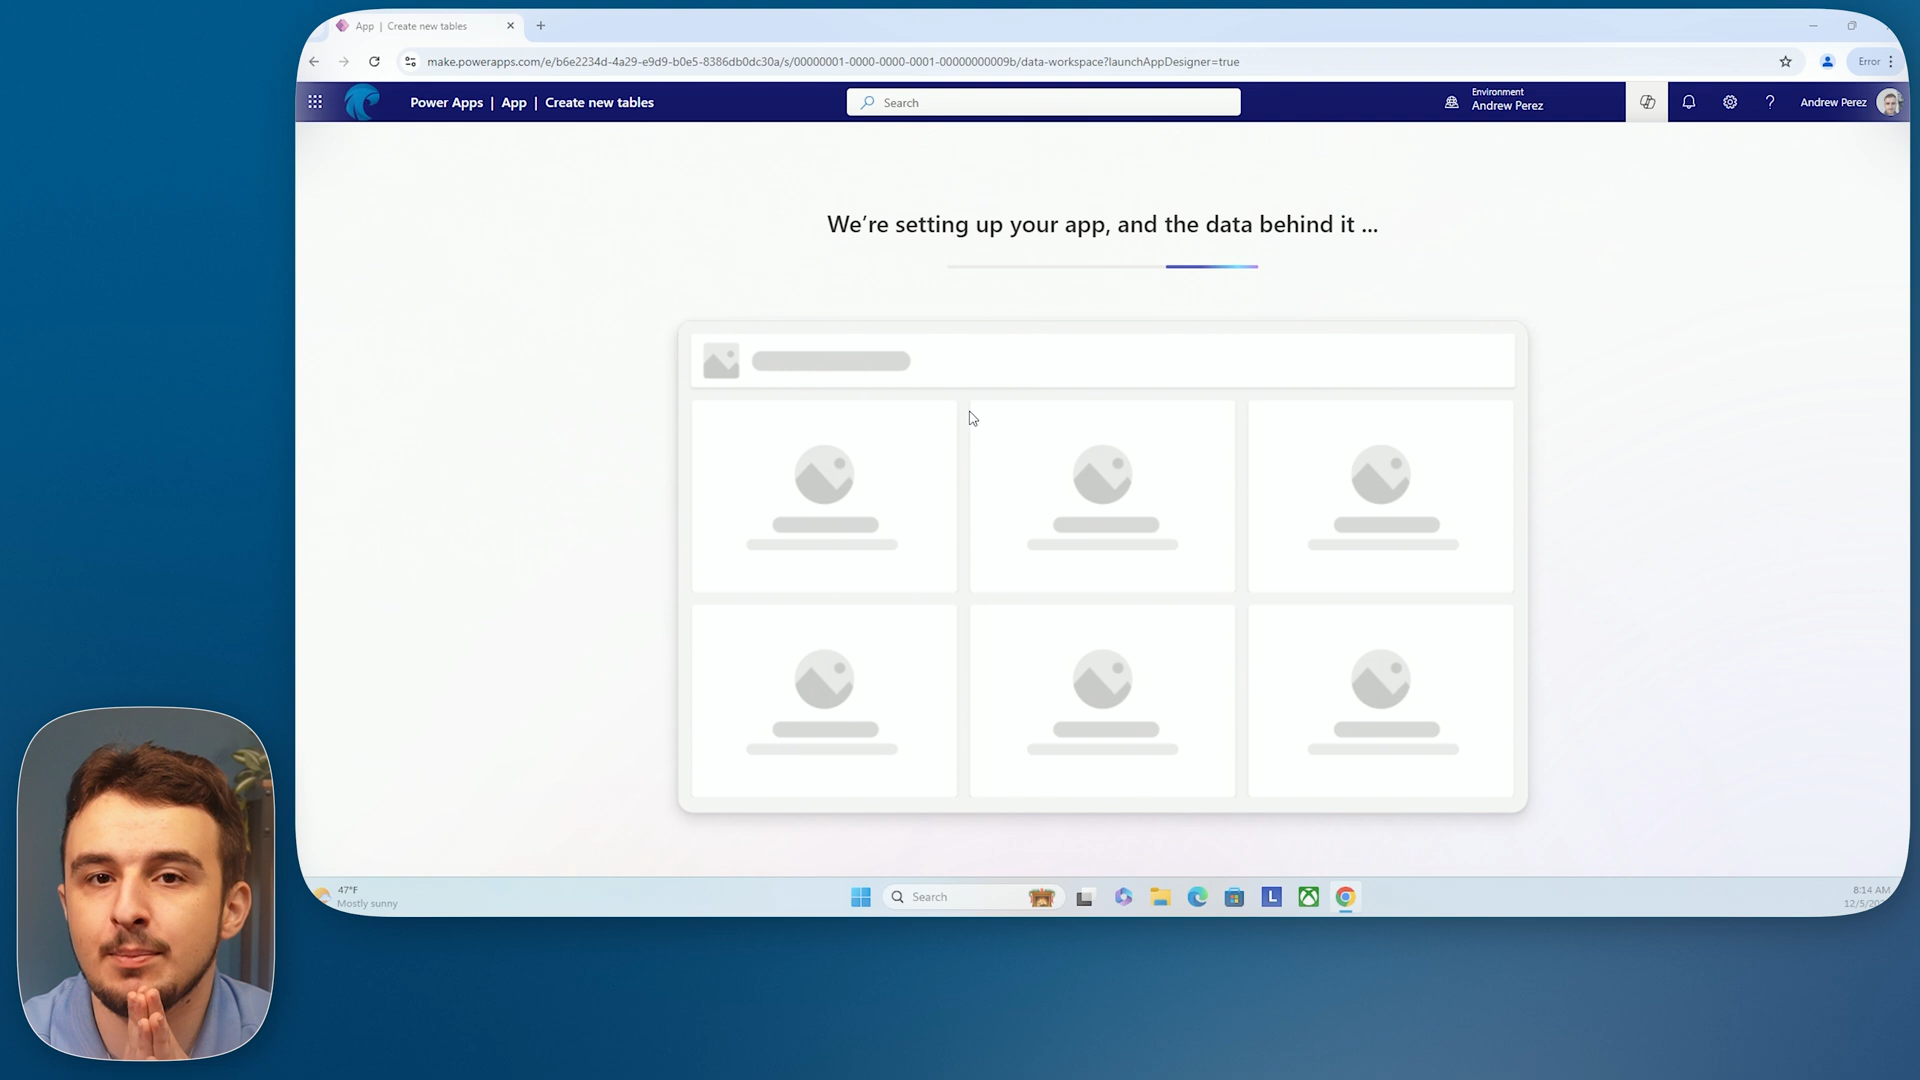 App | Create new tables
make.powerapps.com/e/b6e2234d-4a29-e9d9-b0e5-8386db0dc30a/s/00000001-0000-0000-0001-00000000009b/data-workspace?launchAppDesigner=true
Error
Power Apps | App | Create new tables
Search
Environment
Andrew Perez
Andrew Perez
We're setting up your app, and the data behind it ...
47°F
Mostly sunny
Search
L
8:14 AM